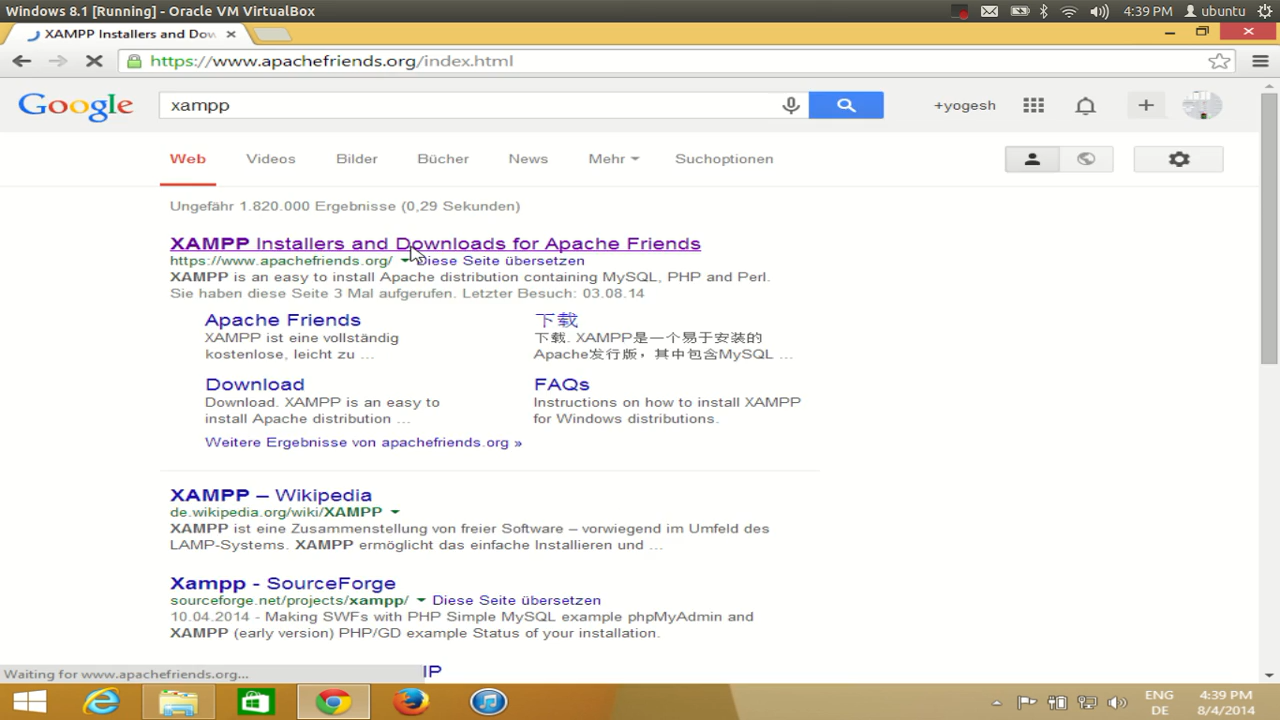 Windows 8.1 [Running] - Oracle VM VirtualBox
4:39 PM
ubuntu
XAMPP Installers and Dow
https://www.apachefriends.org/index.html
Google
xampp
+yogesh
Web
Videos
Bilder
Bücher
News
Mehr
Suchoptionen
Ungefähr 1.820.000 Ergebnisse (0,29 Sekunden)
XAMPP Installers and Downloads for Apache Friends
https://www.apachefriends.org/ Diese Seite übersetzen
XAMPP is an easy to install Apache distribution containing MySQL, PHP and Perl.
Sie haben diese Seite 3 Mal aufgerufen. Letzter Besuch: 03.08.14
Apache Friends
XAMPP ist eine vollständig
kostenlose, leicht zu ...
下载
下载. XAMPP是一个易于安装的
Apache发行版，其中包含MySQL ...
Download
Download. XAMPP is an easy to
install Apache distribution ...
FAQs
Instructions on how to install XAMPP
for Windows distributions.
Weitere Ergebnisse von apachefriends.org »
XAMPP – Wikipedia
de.wikipedia.org/wiki/XAMPP
XAMPP ist eine Zusammenstellung von freier Software – vorwiegend im Umfeld des
LAMP-Systems. XAMPP ermöglicht das einfache Installieren und ...
Xampp - SourceForge
sourceforge.net/projects/xampp/ Diese Seite übersetzen
10.04.2014 - Making SWFs with PHP Simple MySQL example phpMyAdmin and
XAMPP (early version) PHP/GD example Status of your installation.
Waiting for www.apachefriends.org...
ENG
DE
4:39 PM
8/4/2014